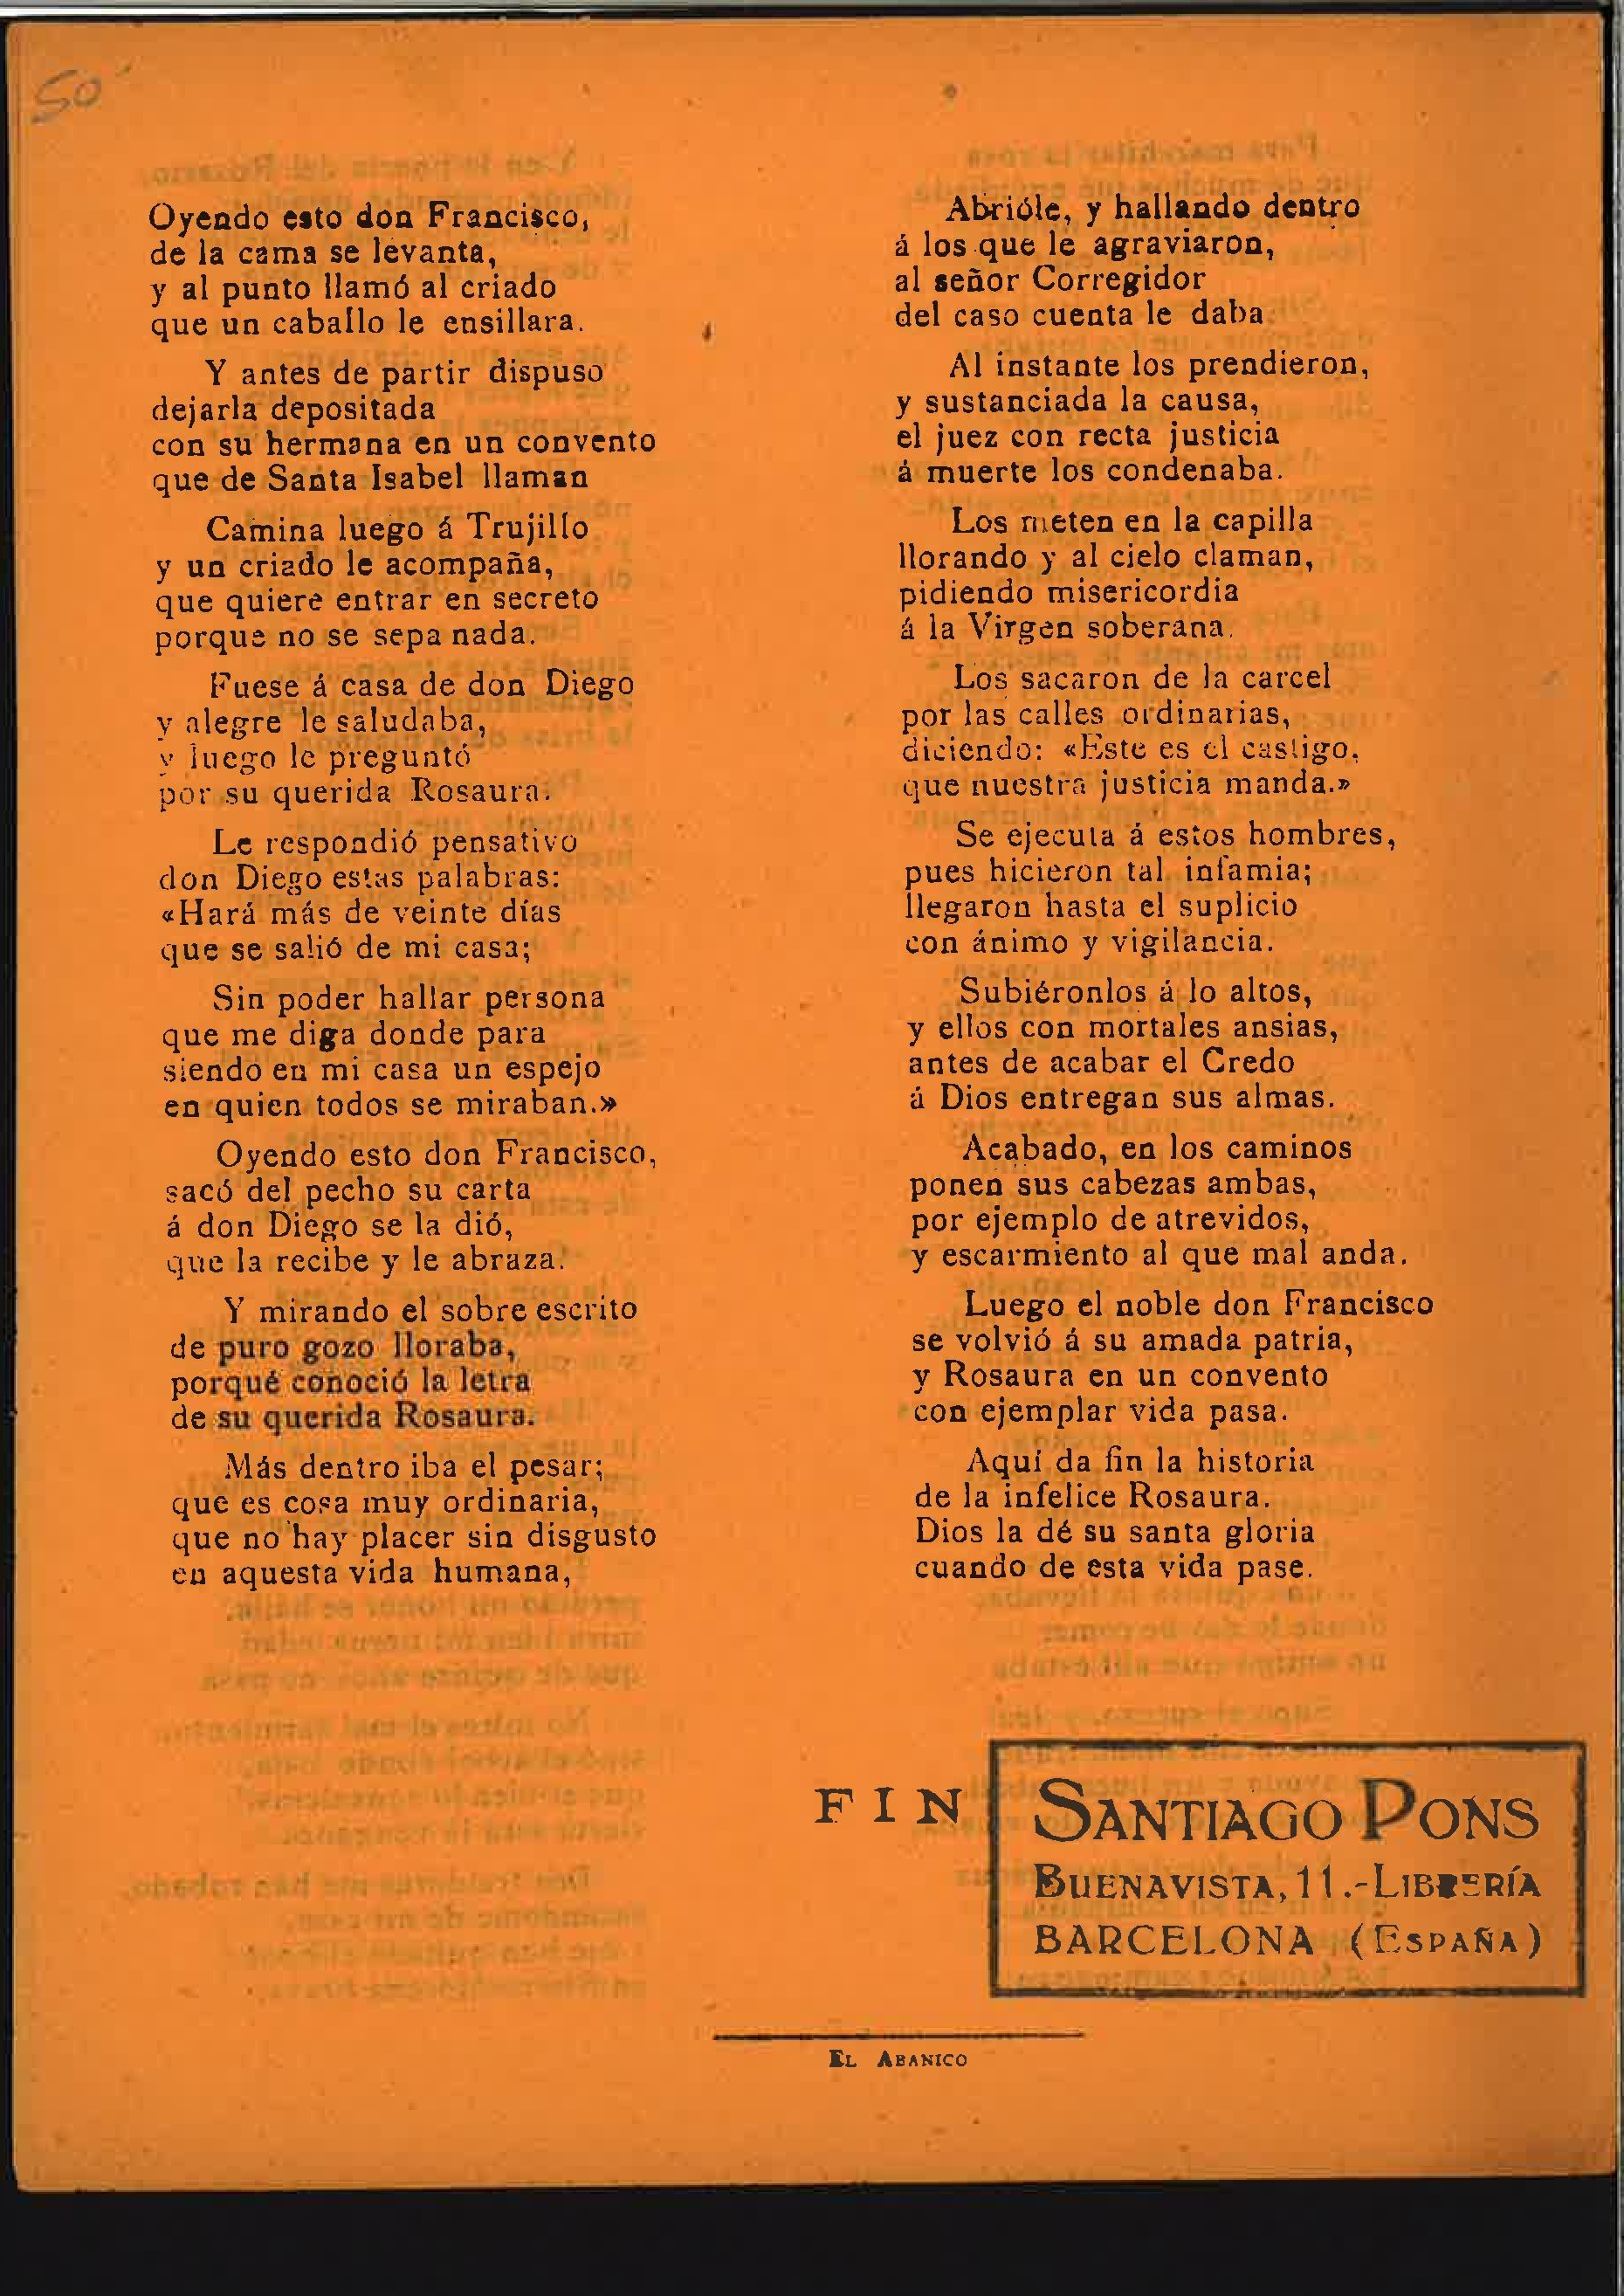 50
Oyendo esto don Francisco,
de la cama se levanta,
y al punto llamó al criado
que un caballo le ensillara.
Y antes de partir dispuso
dejarla depositada
con su hermana en un convento
que de Santa Isabel llaman
Camina luego á Trujillo
y un criado le acompaña,
que quiere entrar en secreto
porque no se sepa nada.
Fuese á casa de don Diego
y alegre le saludaba,
y luego le preguntó
por su querida Rosaura.
Le respondió pensativo
don Diego estas palabras:
«Hará más de veinte días
que se salió de mi casa;
Sin poder hallar persona
que me diga donde para
siendo en mi casa un espejo
en quien todos se miraban.»
Oyendo esto don Francisco,
sacó del pecho su carta
á don Diego se la dió,
que la recibe y le abraza.
Y mirando el sobre escrito
de puro gozo lloraba,
porqué conoció la letra
de su querida Rosaura.
Más dentro iba el pesar;
que es cosa muy ordinaria,
que no hay placer sin disgusto
en aquesta vida humana,
Abrióle, y hallando dentro
á los que le agraviaron,
al señor Corregidor
del caso cuenta le daba
Al instante los prendieron,
y sustanciada la causa,
el juez con recta justicia
á muerte los condenaba.
Los meten en la capilla
llorando y al cielo claman,
pidiendo misericordia
á la Virgen soberana.
Los sacaron de la carcel
por las calles ordinarias,
diciendo: «Este es el castigo,
que nuestra justicia manda.»
Se ejecuta á estos hombres,
pues hicieron tal infamia;
llegaron hasta el suplicio
con ánimo y vigilancia.
Subiéronlos á lo altos,
y ellos con mortales ansias,
antes de acabar el Credo
á Dios entregan sus almas.
Acabado, en los caminos
ponen sus cabezas ambas,
por ejemplo de atrevidos,
y escarmiento al que mal anda.
Luego el noble don Francisco
se volvió á su amada patria,
y Rosaura en un convento
con ejemplar vida pasa.
Aquí da fin la historia
de la infelice Rosaura.
Dios la dé su santa gloria
cuando de esta vida pase.
FIN
SANTIAGO PONS
BUENAVISTA, 11.-LIBRERÍA
BARCELONA (ESPAÑA)
EL ABANICO